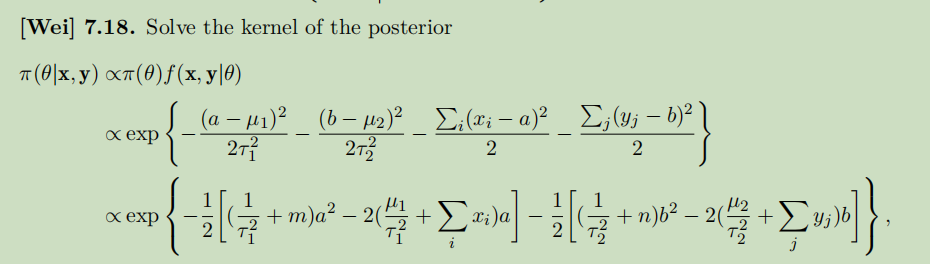 [Wei] 7.18. Solve the kernel of the posterior
π(θ|x, y) ∝π(θ)f(x, y|θ)
∝ exp { − (a − μ₁)² / 2τ₁² − (b − μ₂)² / 2τ₂² − ∑ᵢ(xᵢ − a)² / 2 − ∑ⱼ(yⱼ − b)² / 2 }
∝ exp { − 1/2 [ ( 1/τ₁² + m)a² − 2( μ₁/τ₁² + ∑ᵢ xᵢ)a ] − 1/2 [ ( 1/τ₂² + n)b² − 2( μ₂/τ₂² + ∑ⱼ yⱼ)b ] } ,